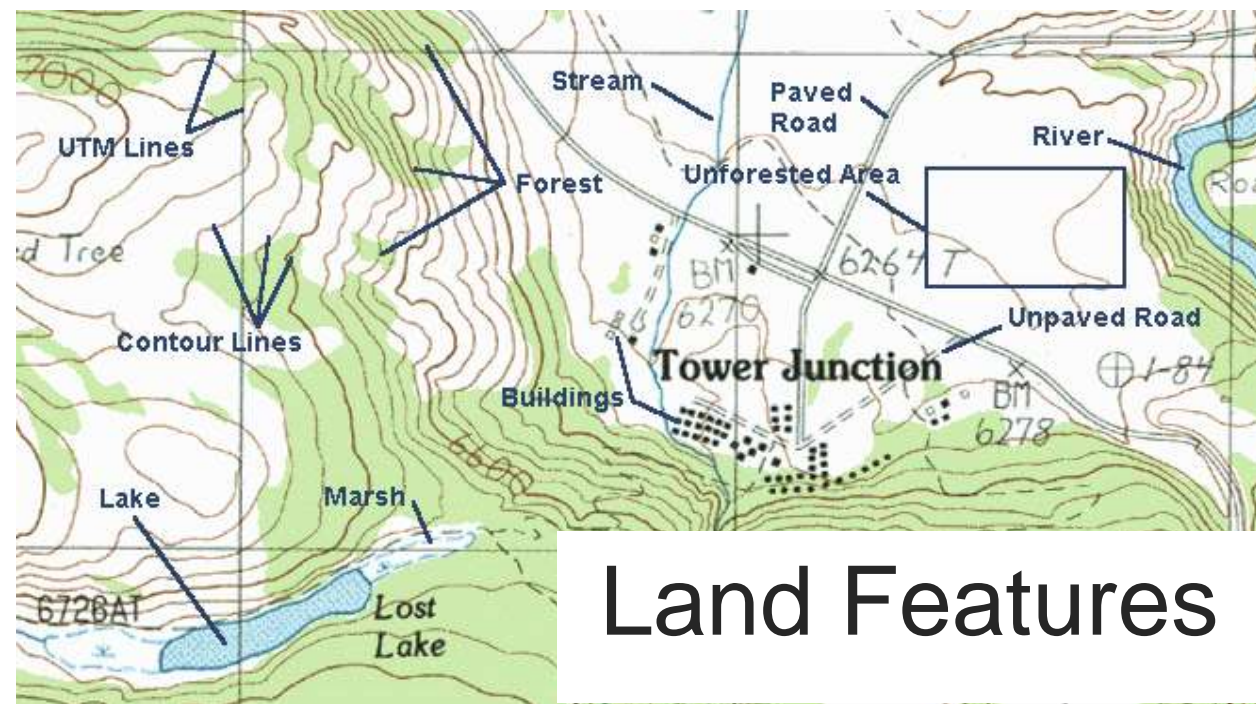 7000
Stream
Paved
Road
River
UTM Lines
Unforested Area
Forest
d Tree
BM
6264 T
6270
Contour Lines
Unpaved Road
Tower Junction
1-84
BM
Buildings
6278
6600
Lake
Marsh
6726AT
Lost
Lake
Land Features